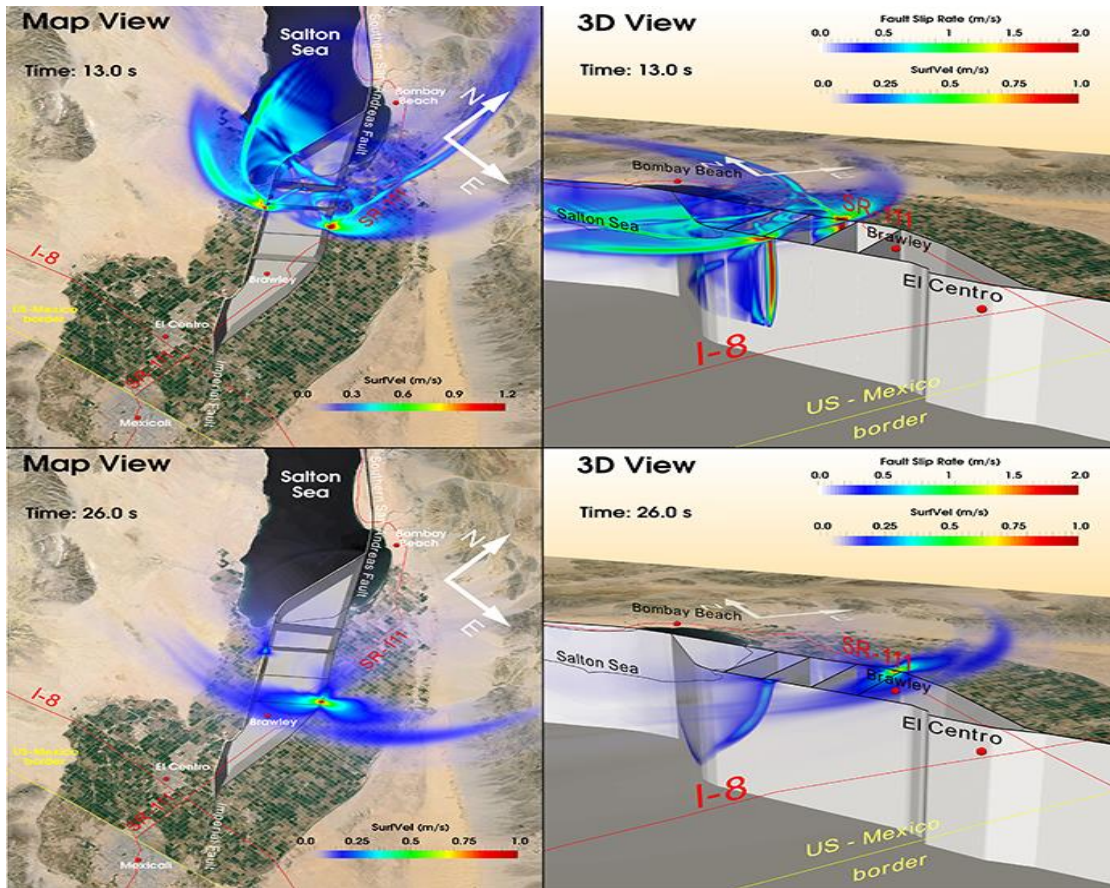 Map View
Time: 13.0 s
Salton
Sea
Southern San Andreas Fault
Bombay
Beach
N
E
SR-111
I-8
Brawley
US-Mexico
border
El Centro
SR-111
Imperial Fault
Mexicali
SurfVel (m/s)
0.0 0.3 0.6 0.9 1.2
3D View
Time: 13.0 s
Fault Slip Rate (m/s)
0.0 0.5 1 1.5 2.0
SurfVel (m/s)
0.0 0.25 0.5 0.75 1.0
N
E
Bombay Beach
Salton Sea
SR-111
Brawley
El Centro
I-8
US - Mexico
border
Map View
Time: 26.0 s
Salton
Sea
Southern San Andreas Fault
Bombay
Beach
N
E
SR-111
I-8
Brawley
US-Mexico
border
El Centro
SR-111
Imperial Fault
Mexicali
SurfVel (m/s)
0.0 0.25 0.5 0.75 1.0
3D View
Time: 26.0 s
Fault Slip Rate (m/s)
0.0 0.5 1 1.5 2.0
SurfVel (m/s)
0.0 0.25 0.5 0.75 1.0
Bombay Beach
Salton Sea
SR-111
Brawley
El Centro
I-8
US - Mexico
border